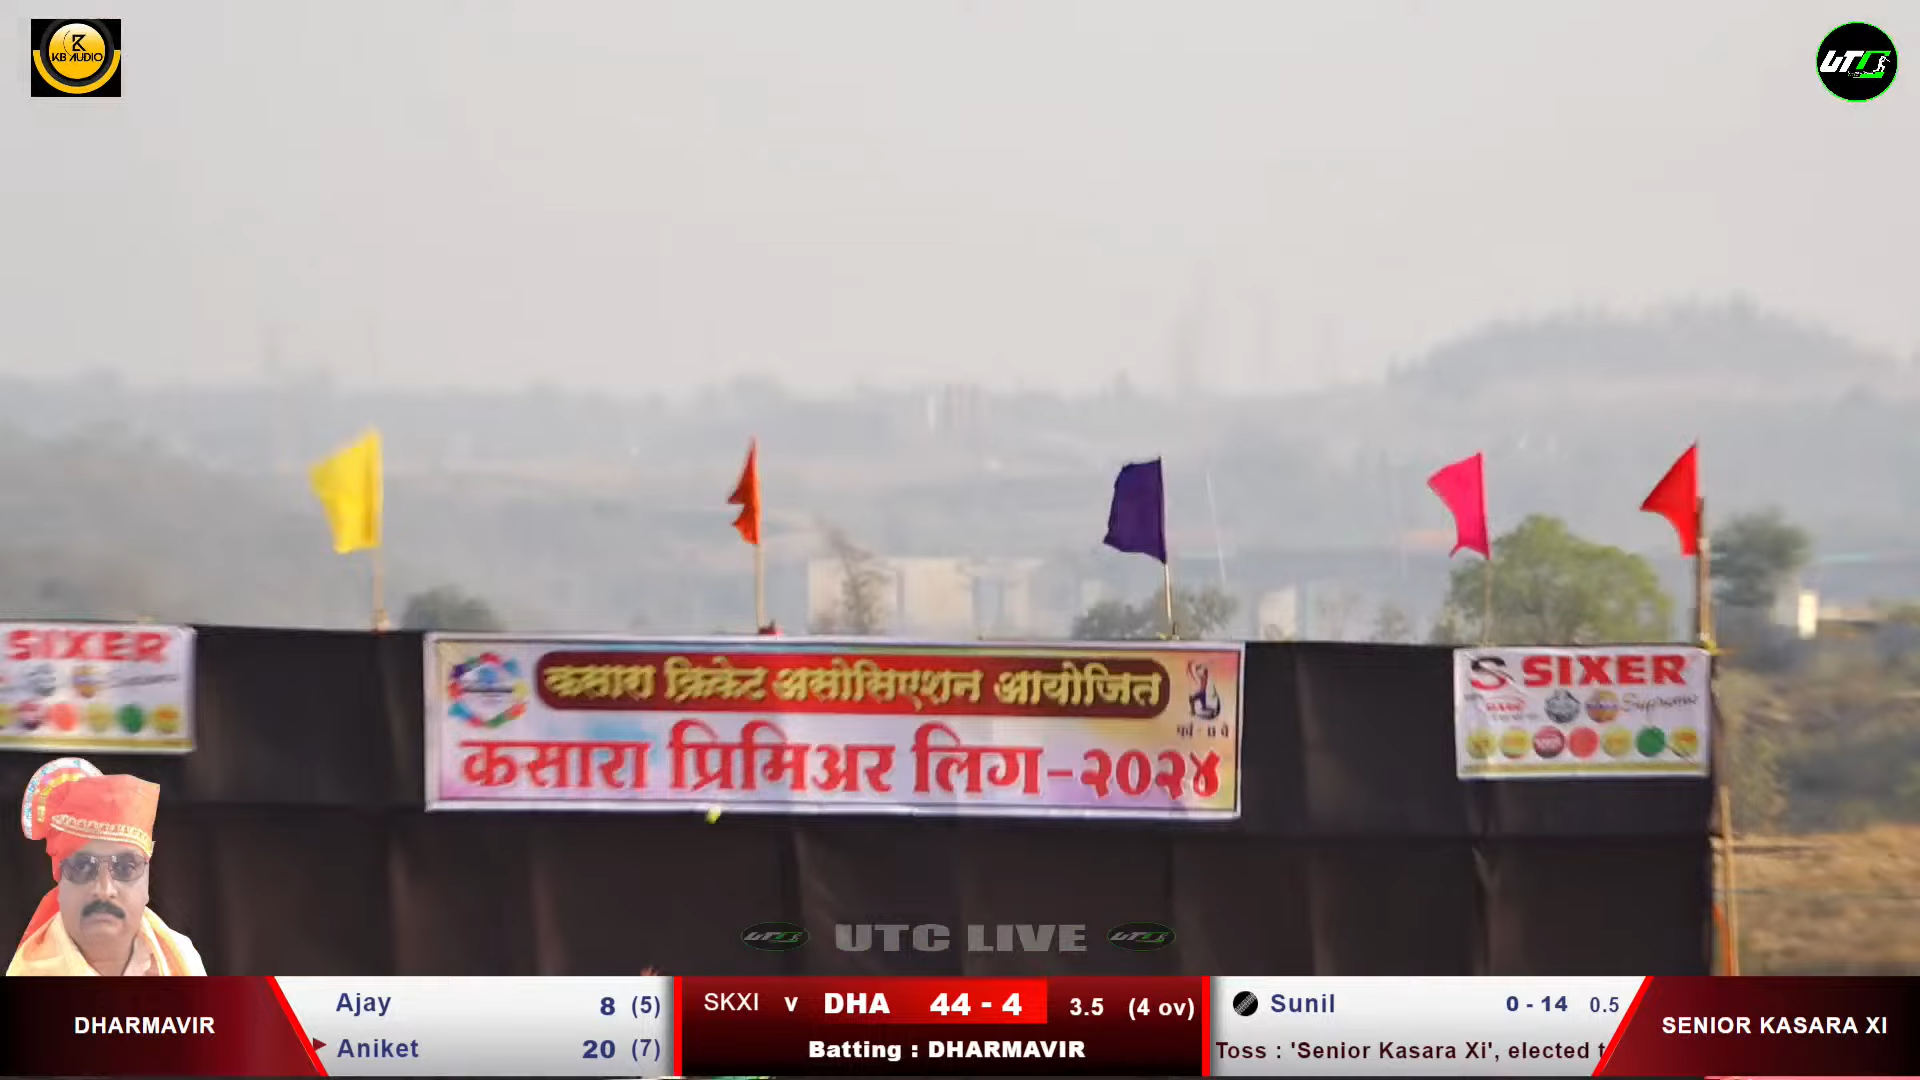 KB AUDIO
UTC
SIXER
कसारा क्रिकेट असोसिएशन आयोजित
कसारा प्रिमिअर लिग-२०२४
SIXER
Supreme
UTC LIVE
DHARMAVIR
Ajay 8 (5)
Aniket 20 (7)
SKXI v DHA 44 - 4 3.5 (4 ov)
Batting : DHARMAVIR
Sunil 0 - 14 0.5
Toss : 'Senior Kasara Xi', elected t
SENIOR KASARA XI